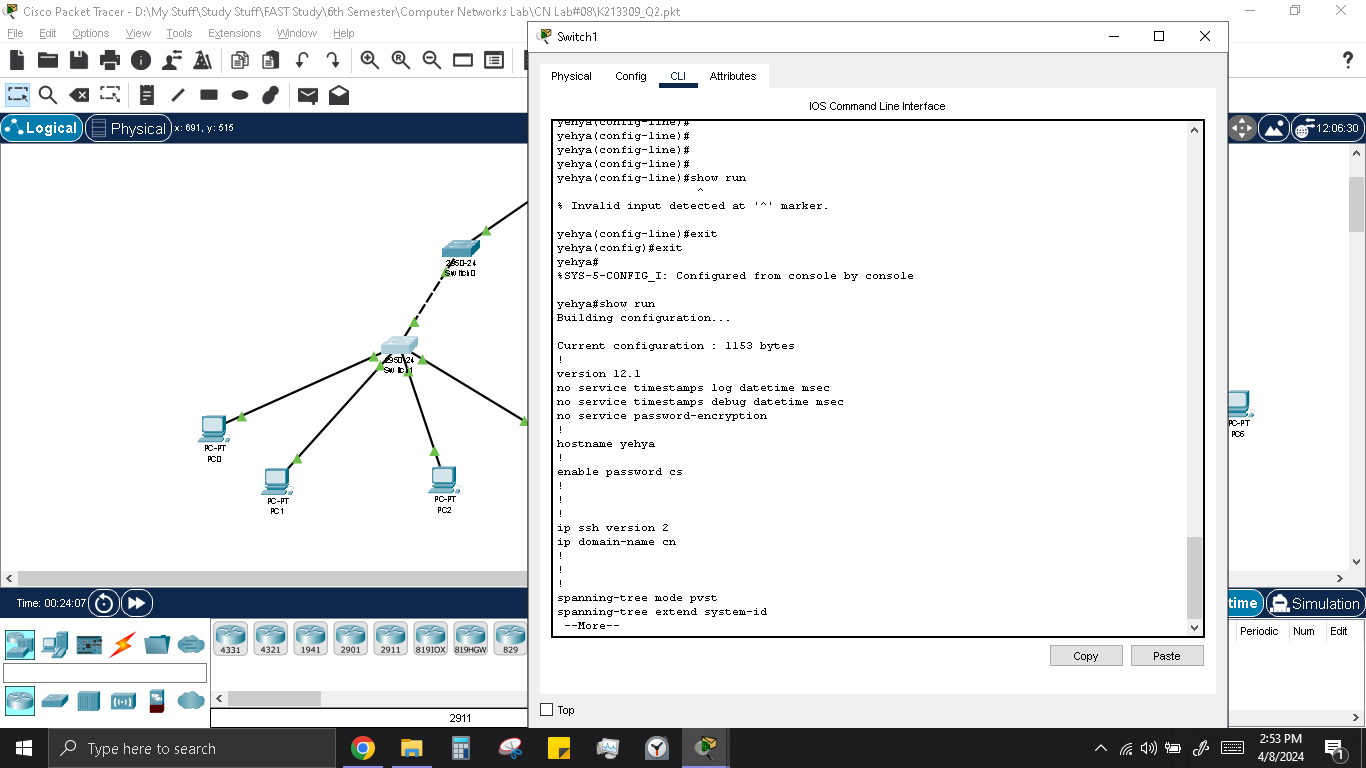 Cisco Packet Tracer - D:\My Stuff\Study Stuff\FAST Study\6th Semester\Computer Networks Lab\CN Lab#08\K213309_Q2.pkt
File Edit Options View Tools Extensions Window Help
Logical Physical x: 691, y: 515
12:06:30
2950-24
Switch0
2950-24
Switch1
PC-PT
PC0
PC-PT
PC1
PC-PT
PC2
PC-PT
PC6
Switch1
Physical Config CLI Attributes
IOS Command Line Interface
yehya(config-line)#
yehya(config-line)#
yehya(config-line)#
yehya(config-line)#
yehya(config-line)#show run
^
% Invalid input detected at '^' marker.
yehya(config-line)#exit
yehya(config)#exit
yehya#
%SYS-5-CONFIG_I: Configured from console by console
yehya#show run
Building configuration...
Current configuration : 1153 bytes
!
version 12.1
no service timestamps log datetime msec
no service timestamps debug datetime msec
no service password-encryption
!
hostname yehya
!
enable password cs
!
!
!
ip ssh version 2
ip domain-name cn
!
!
!
spanning-tree mode pvst
spanning-tree extend system-id
--More--
Copy Paste
Top
Time: 00:24:07
time Simulation
Periodic Num Edit
4331 4321 1941 2901 2911 819IOX 819HGW 829
2911
Type here to search
2:53 PM
4/8/2024
1